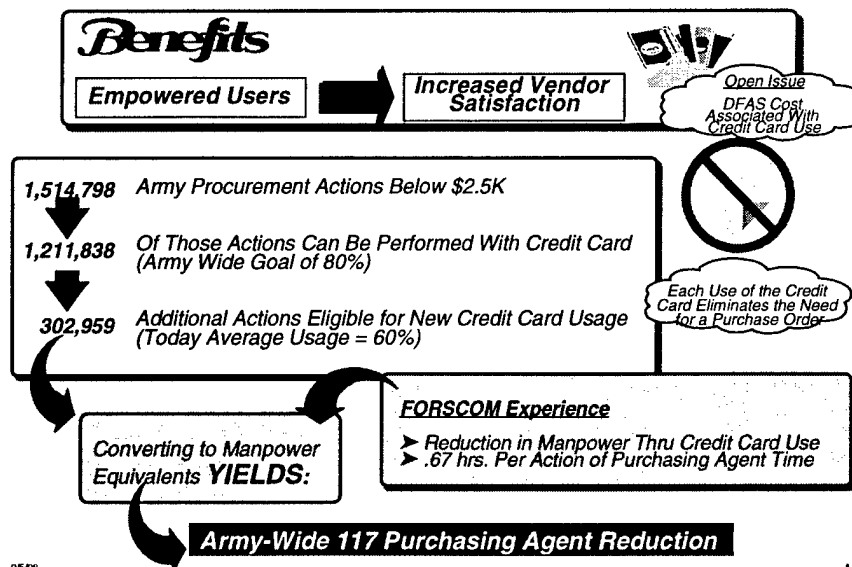 Benefits
Empowered Users
Increased Vendor
Satisfaction
Open Issue
DFAS Cost
Associated With
Credit Card Use
1,514,798 Army Procurement Actions Below $2.5K
1,211,838 Of Those Actions Can Be Performed With Credit Card
(Army Wide Goal of 80%)
302,959 Additional Actions Eligible for New Credit Card Usage
(Today Average Usage = 60%)
Each Use of the Credit
Card Eliminates the Need
for a Purchase Order
FORSCOM Experience
➤ Reduction in Manpower Thru Credit Card Use
➤ .67 hrs. Per Action of Purchasing Agent Time
Converting to Manpower
Equivalents YIELDS:
Army-Wide 117 Purchasing Agent Reduction